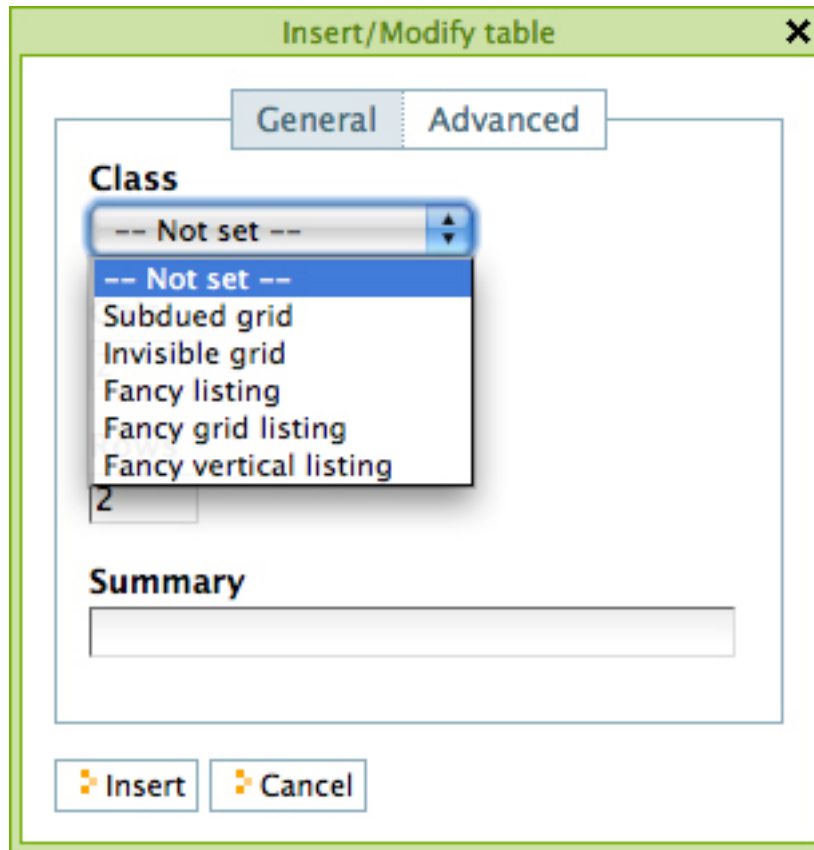 Insert/Modify table
General Advanced
Class
-- Not set --
-- Not set --
Subdued grid
Invisible grid
Fancy listing
Fancy grid listing
Fancy vertical listing
2
Summary
Insert Cancel